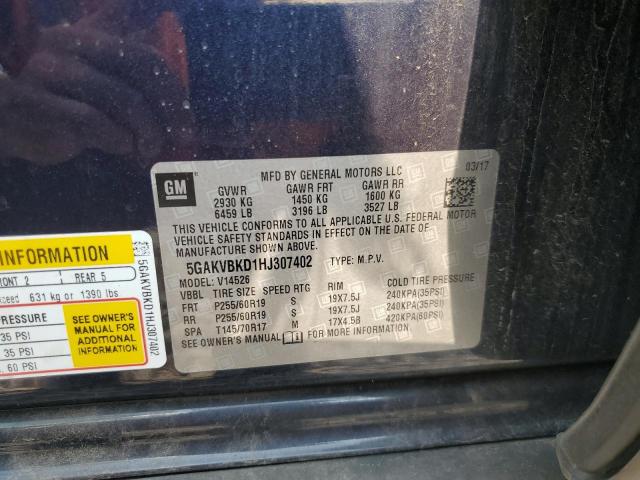 MFD BY GENERAL MOTORS LLC
03/17
GM
GVWR GAWR FRT GAWR RR
2930 KG 1450 KG 1600 KG
6459 LB 3196 LB 3527 LB
THIS VEHICLE CONFORMS TO ALL APPLICABLE U.S. FEDERAL MOTOR
VEHICLE SAFETY STANDARDS IN EFFECT ON THE DATE OF
MANUFACTURE SHOWN ABOVE.
5GAKVBKD1HJ307402 TYPE: M.P.V.
MODEL: V14526
VBBL TIRE SIZE SPEED RTG RIM COLD TIRE PRESSURE
FRT P255/60R19 S 19X7.5J 240KPA(35PSI)
RR P255/60R19 S 19X7.5J 240KPA(35PSI)
SPA T145/70R17 M 17X4.5B 420KPA(60PSI)
SEE OWNER'S MANUAL FOR MORE INFORMATION.
INFORMATION
FRONT 2 REAR 5
exceed 631 kg or 1390 lbs
PRESSURE
35 PSI
35 PSI
60 PSI
SEE OWNER'S
MANUAL FOR
ADDITIONAL
INFORMATION
5GAKVBKD1HJ307402